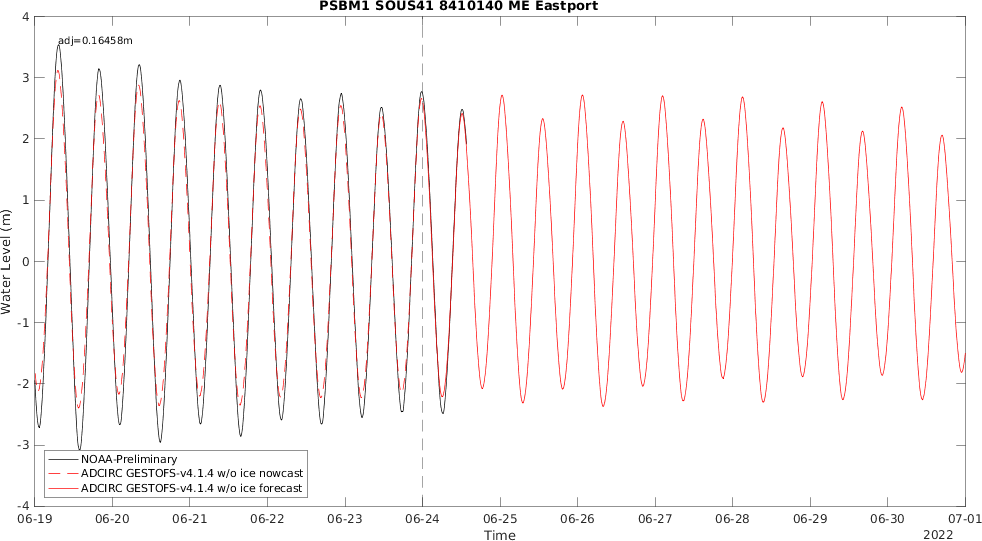 PSBM1 SOUS41 8410140 ME Eastport
adj=0.16458m
4
3
2
1
0
-1
-2
-3
-4
Water Level (m)
NOAA-Preliminary
ADCIRC GESTOFS-v4.1.4 w/o ice nowcast
ADCIRC GESTOFS-v4.1.4 w/o ice forecast
06-19 06-20 06-21 06-22 06-23 06-24 06-25 06-26 06-27 06-28 06-29 06-30 07-01
Time
2022